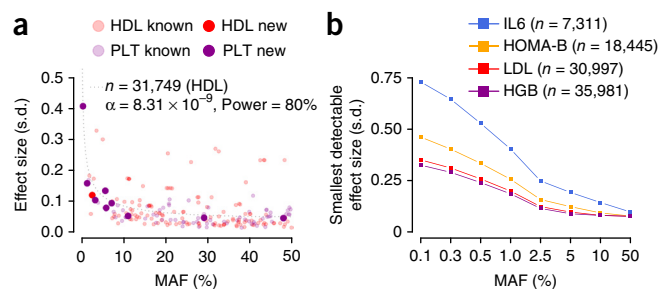 a
HDL known
HDL new
PLT known
PLT new
n = 31,749 (HDL)
α = 8.31 × 10⁻⁹, Power = 80%
Effect size (s.d.)
0.5
0.4
0.3
0.2
0.1
0
0 10 20 30 40 50
MAF (%)
b
IL6 (n = 7,311)
HOMA-B (n = 18,445)
LDL (n = 30,997)
HGB (n = 35,981)
Smallest detectable
effect size (s.d.)
0.75
0.50
0.25
0
0.1 0.3 0.5 1.0 2.5 5 10 50
MAF (%)